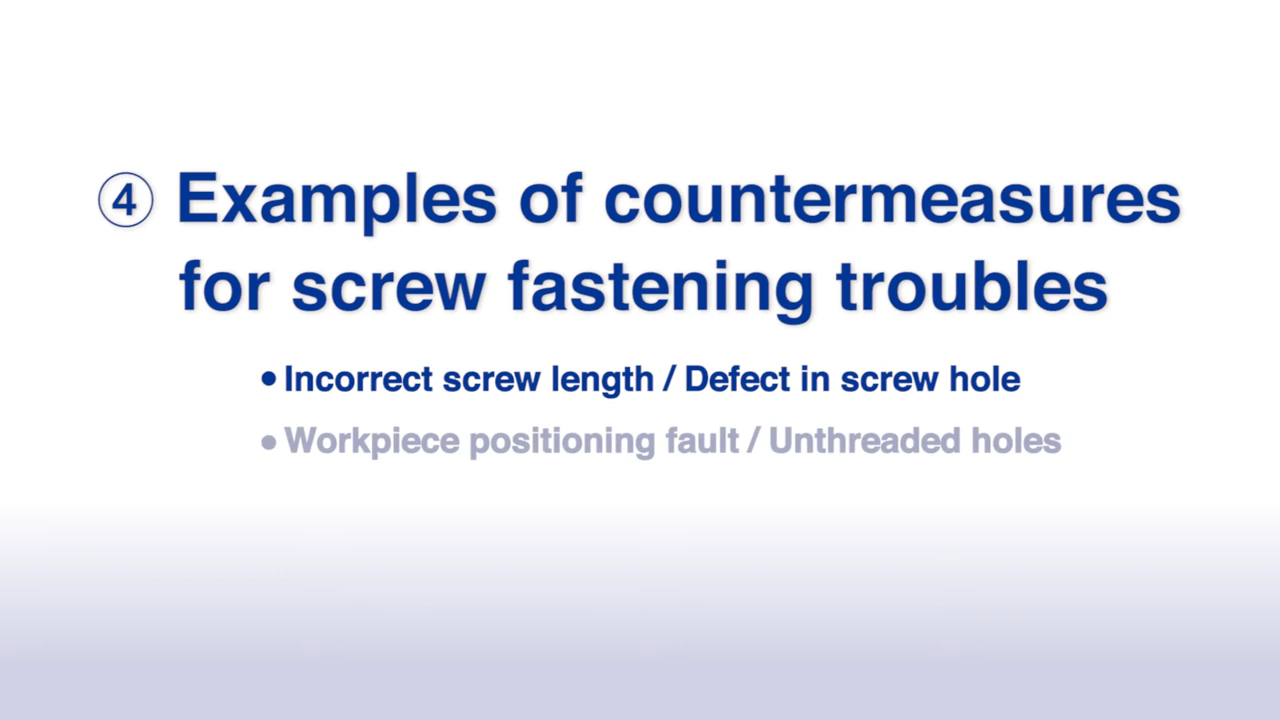 ④ Examples of countermeasures
for screw fastening troubles
● Incorrect screw length / Defect in screw hole
● Workpiece positioning fault / Unthreaded holes